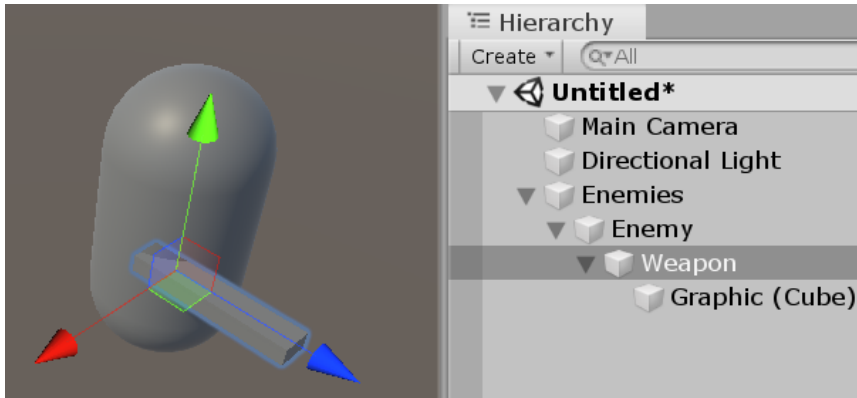 Hierarchy
Create
All
Untitled*
Main Camera
Directional Light
Enemies
Enemy
Weapon
Graphic (Cube)